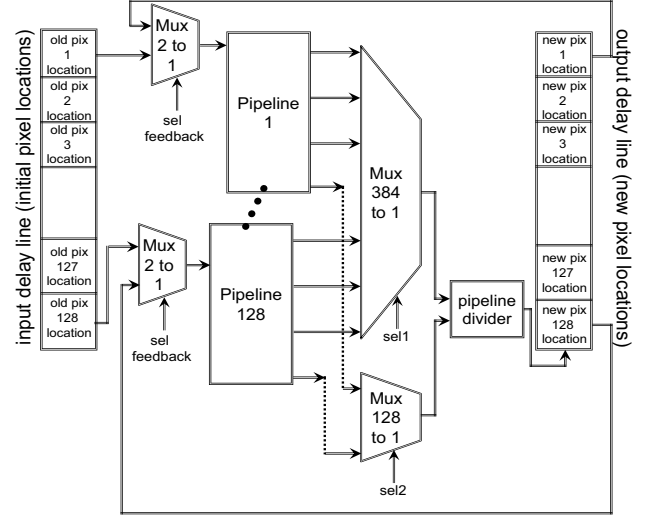 input delay line (initial pixel locations)
old pix
1
location
old pix
2
location
old pix
3
location
old pix
127
location
old pix
128
location
Mux
2 to
1
sel
feedback
Mux
2 to
1
sel
feedback
Pipeline
1
Pipeline
128
Mux
384
to 1
sel1
Mux
128
to 1
sel2
pipeline
divider
new pix
1
location
new pix
2
location
new pix
3
location
new pix
127
location
new pix
128
location
output delay line (new pixel locations)